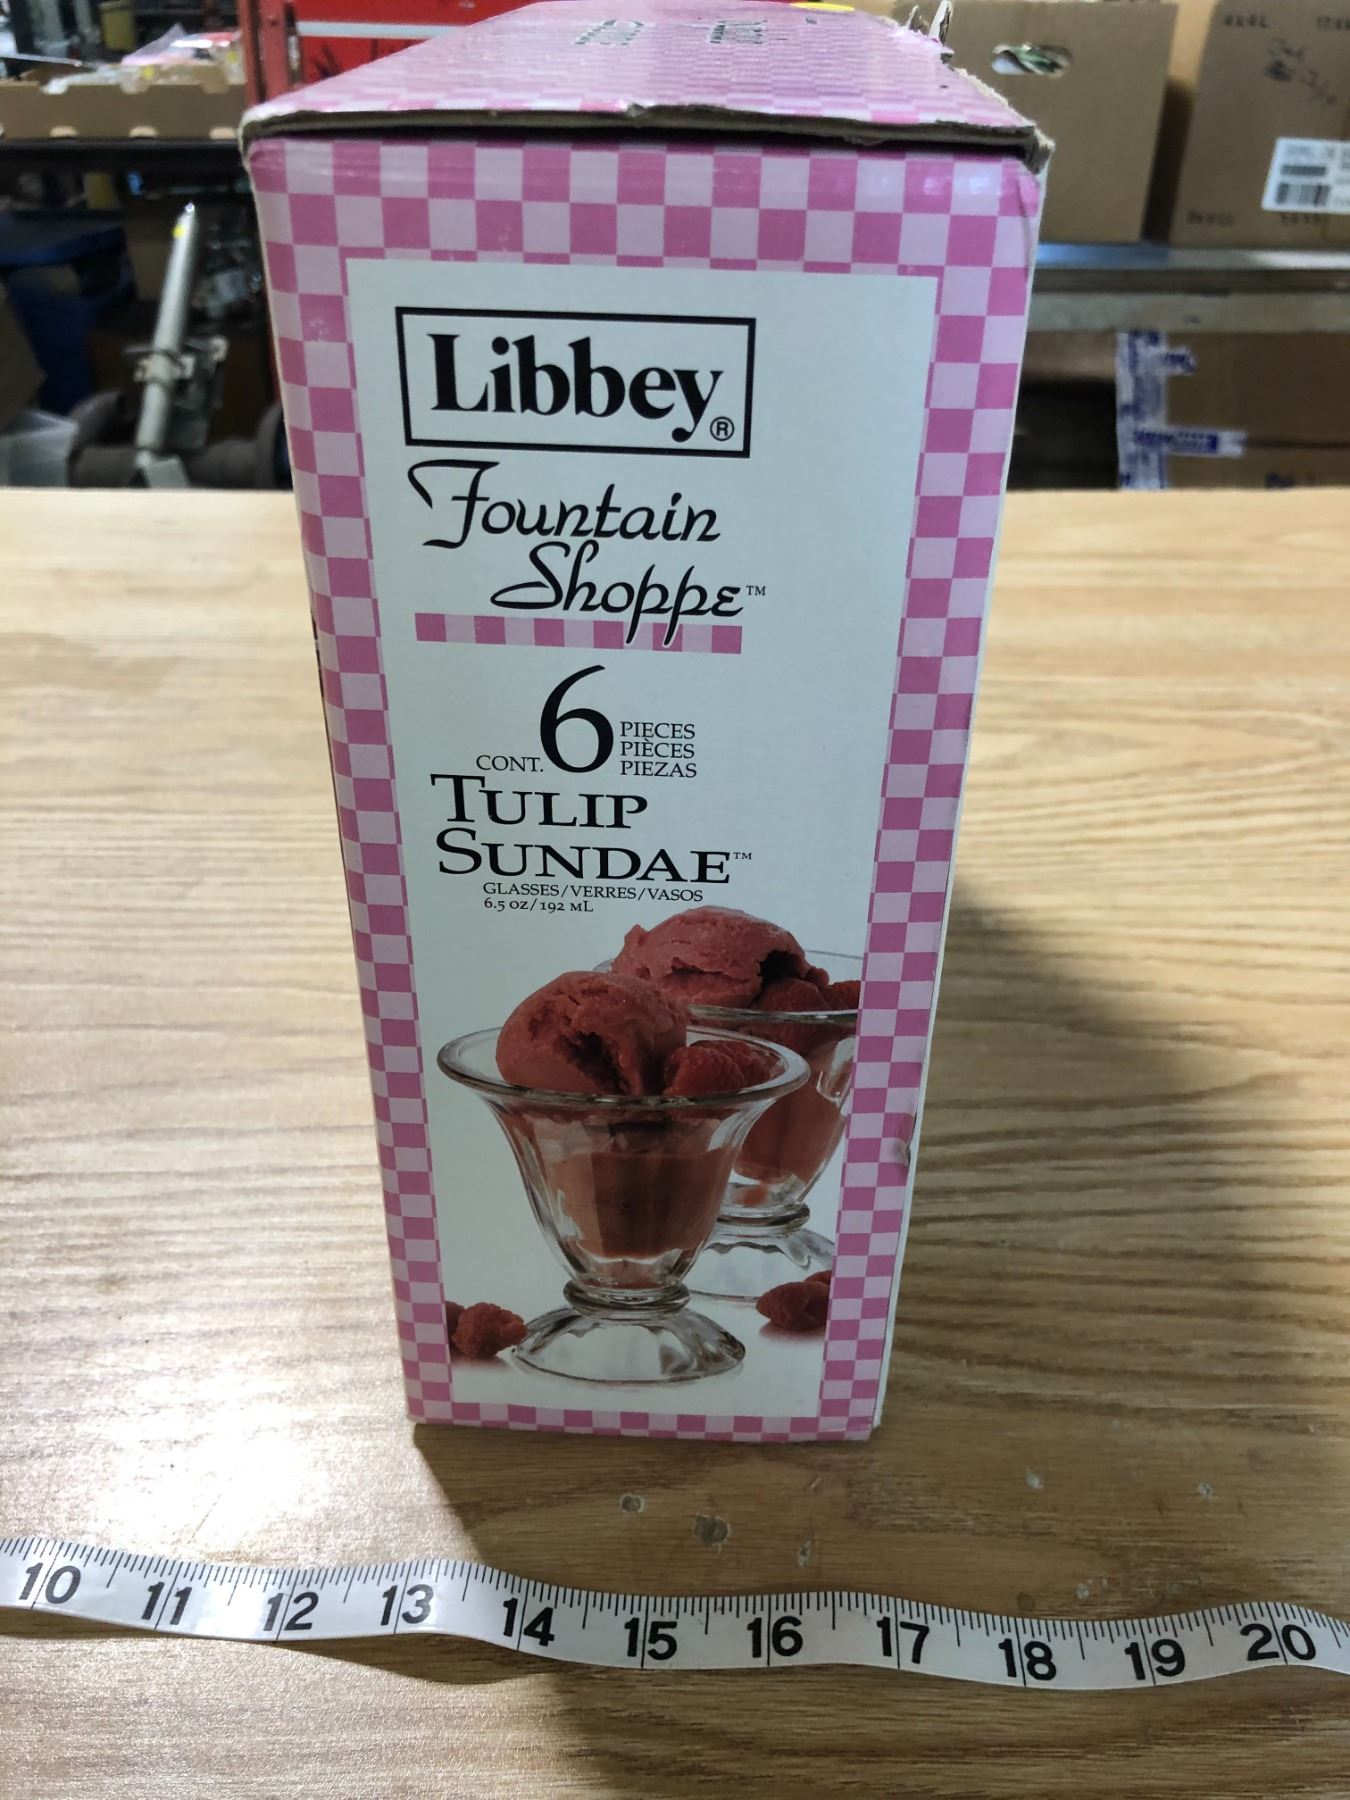 Libbey®
Fountain
Shoppe™
CONT. 6 PIECES
PIÈCES
PIEZAS
TULIP
SUNDAE™
GLASSES/VERRES/VASOS
6.5 OZ/192 ML
10 11 12 13 14 15 16 17 18 19 20